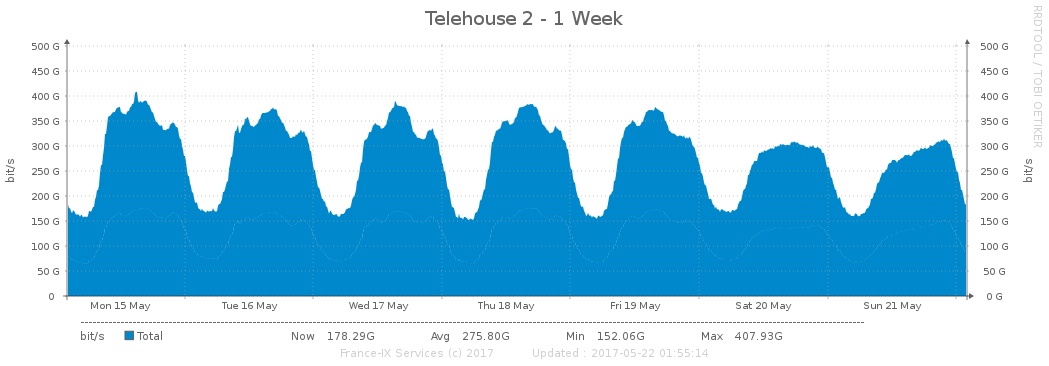 Telehouse 2 - 1 Week
RRDTOOL / TOBI OETIKER
500 G 500 G
450 G 450 G
400 G 400 G
350 G 350 G
300 G 300 G
250 G 250 G
200 G 200 G
150 G 150 G
100 G 100 G
50 G 50 G
0 0 G
bit/s bit/s
Mon 15 May Tue 16 May Wed 17 May Thu 18 May Fri 19 May Sat 20 May Sun 21 May
bit/s Total Now 178.29G Avg 275.80G Min 152.06G Max 407.93G
France-IX Services (c) 2017 Updated : 2017-05-22 01:55:14